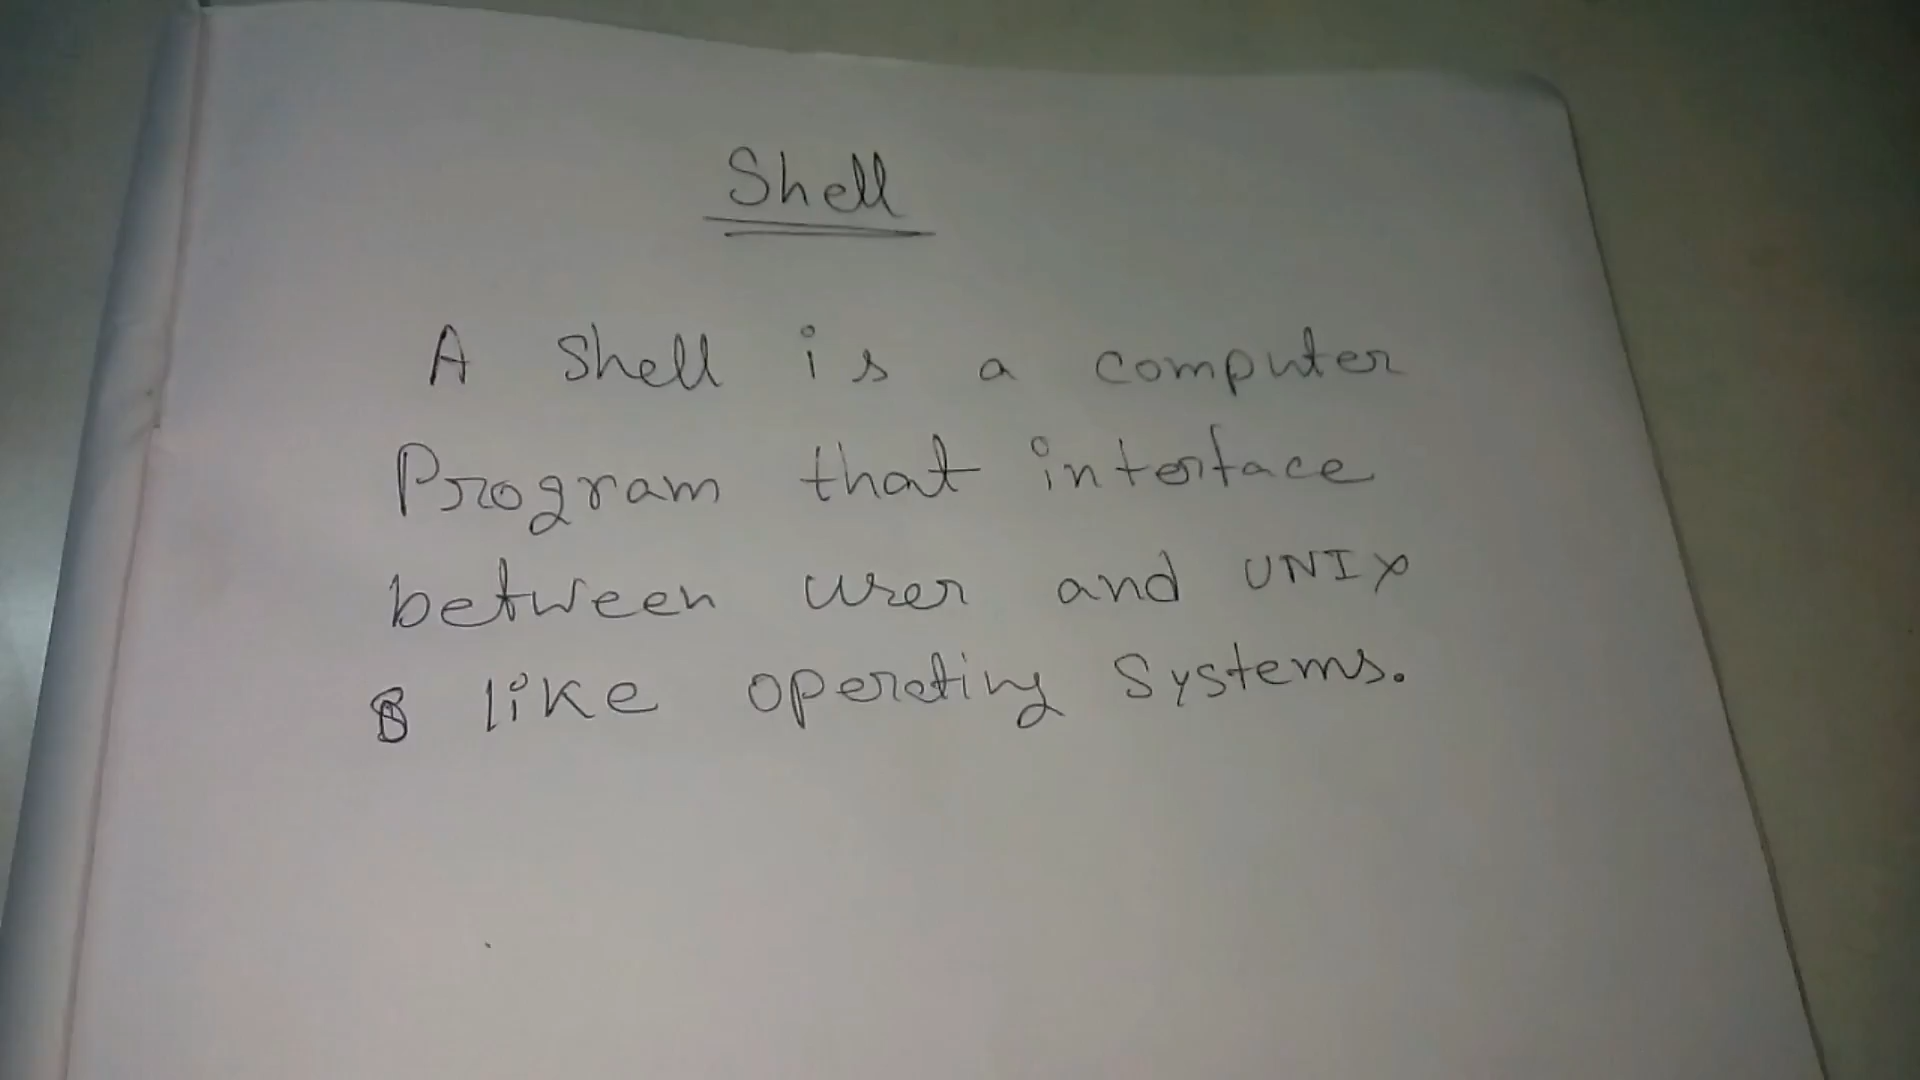 Shell
A Shell is a computer
Program that interface
between user and UNIX
like operating Systems.